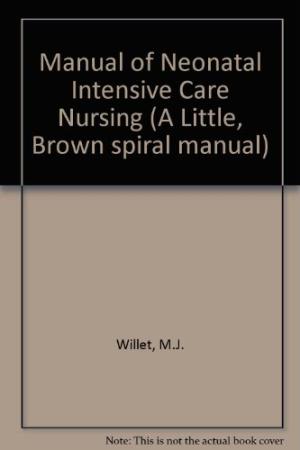 Manual of Neonatal
Intensive Care
Nursing (A Little,
Brown spiral manual)
Willet, M.J.
Note: This is not the actual book cover